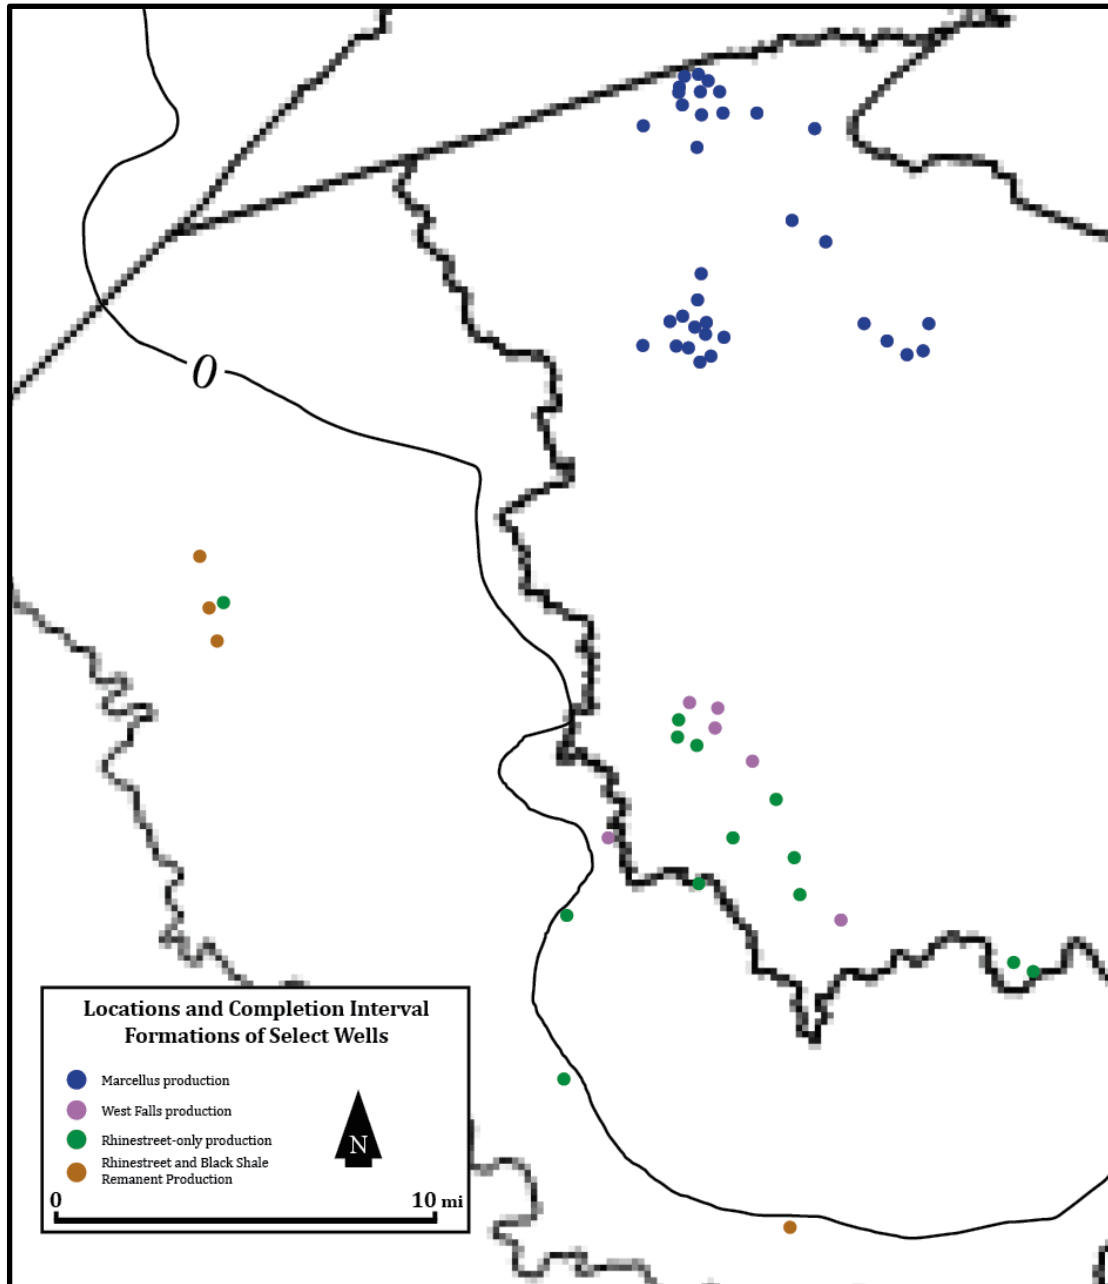 0
Locations and Completion Interval
Formations of Select Wells
Marcellus production
West Falls production
Rhinestreet-only production
Rhinestreet and Black Shale
Remanent Production
N
0 10 mi